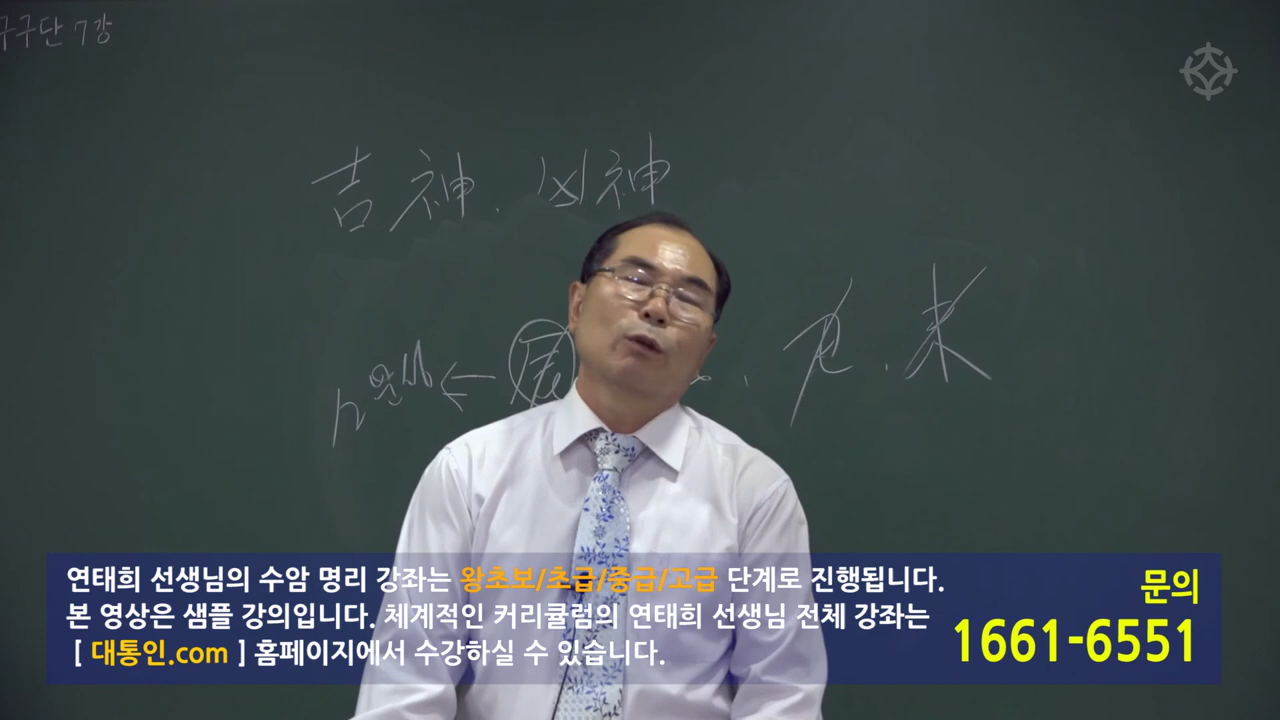 구구단 7강
吉神. 凶神
辰
未
연태희 선생님의 수암 명리 강좌는 왕초보/초급/중급/고급 단계로 진행됩니다.
본 영상은 샘플 강의입니다. 체계적인 커리큘럼의 연태희 선생님 전체 강좌는
[ 대통인.com ] 홈페이지에서 수강하실 수 있습니다.
문의
1661-6551